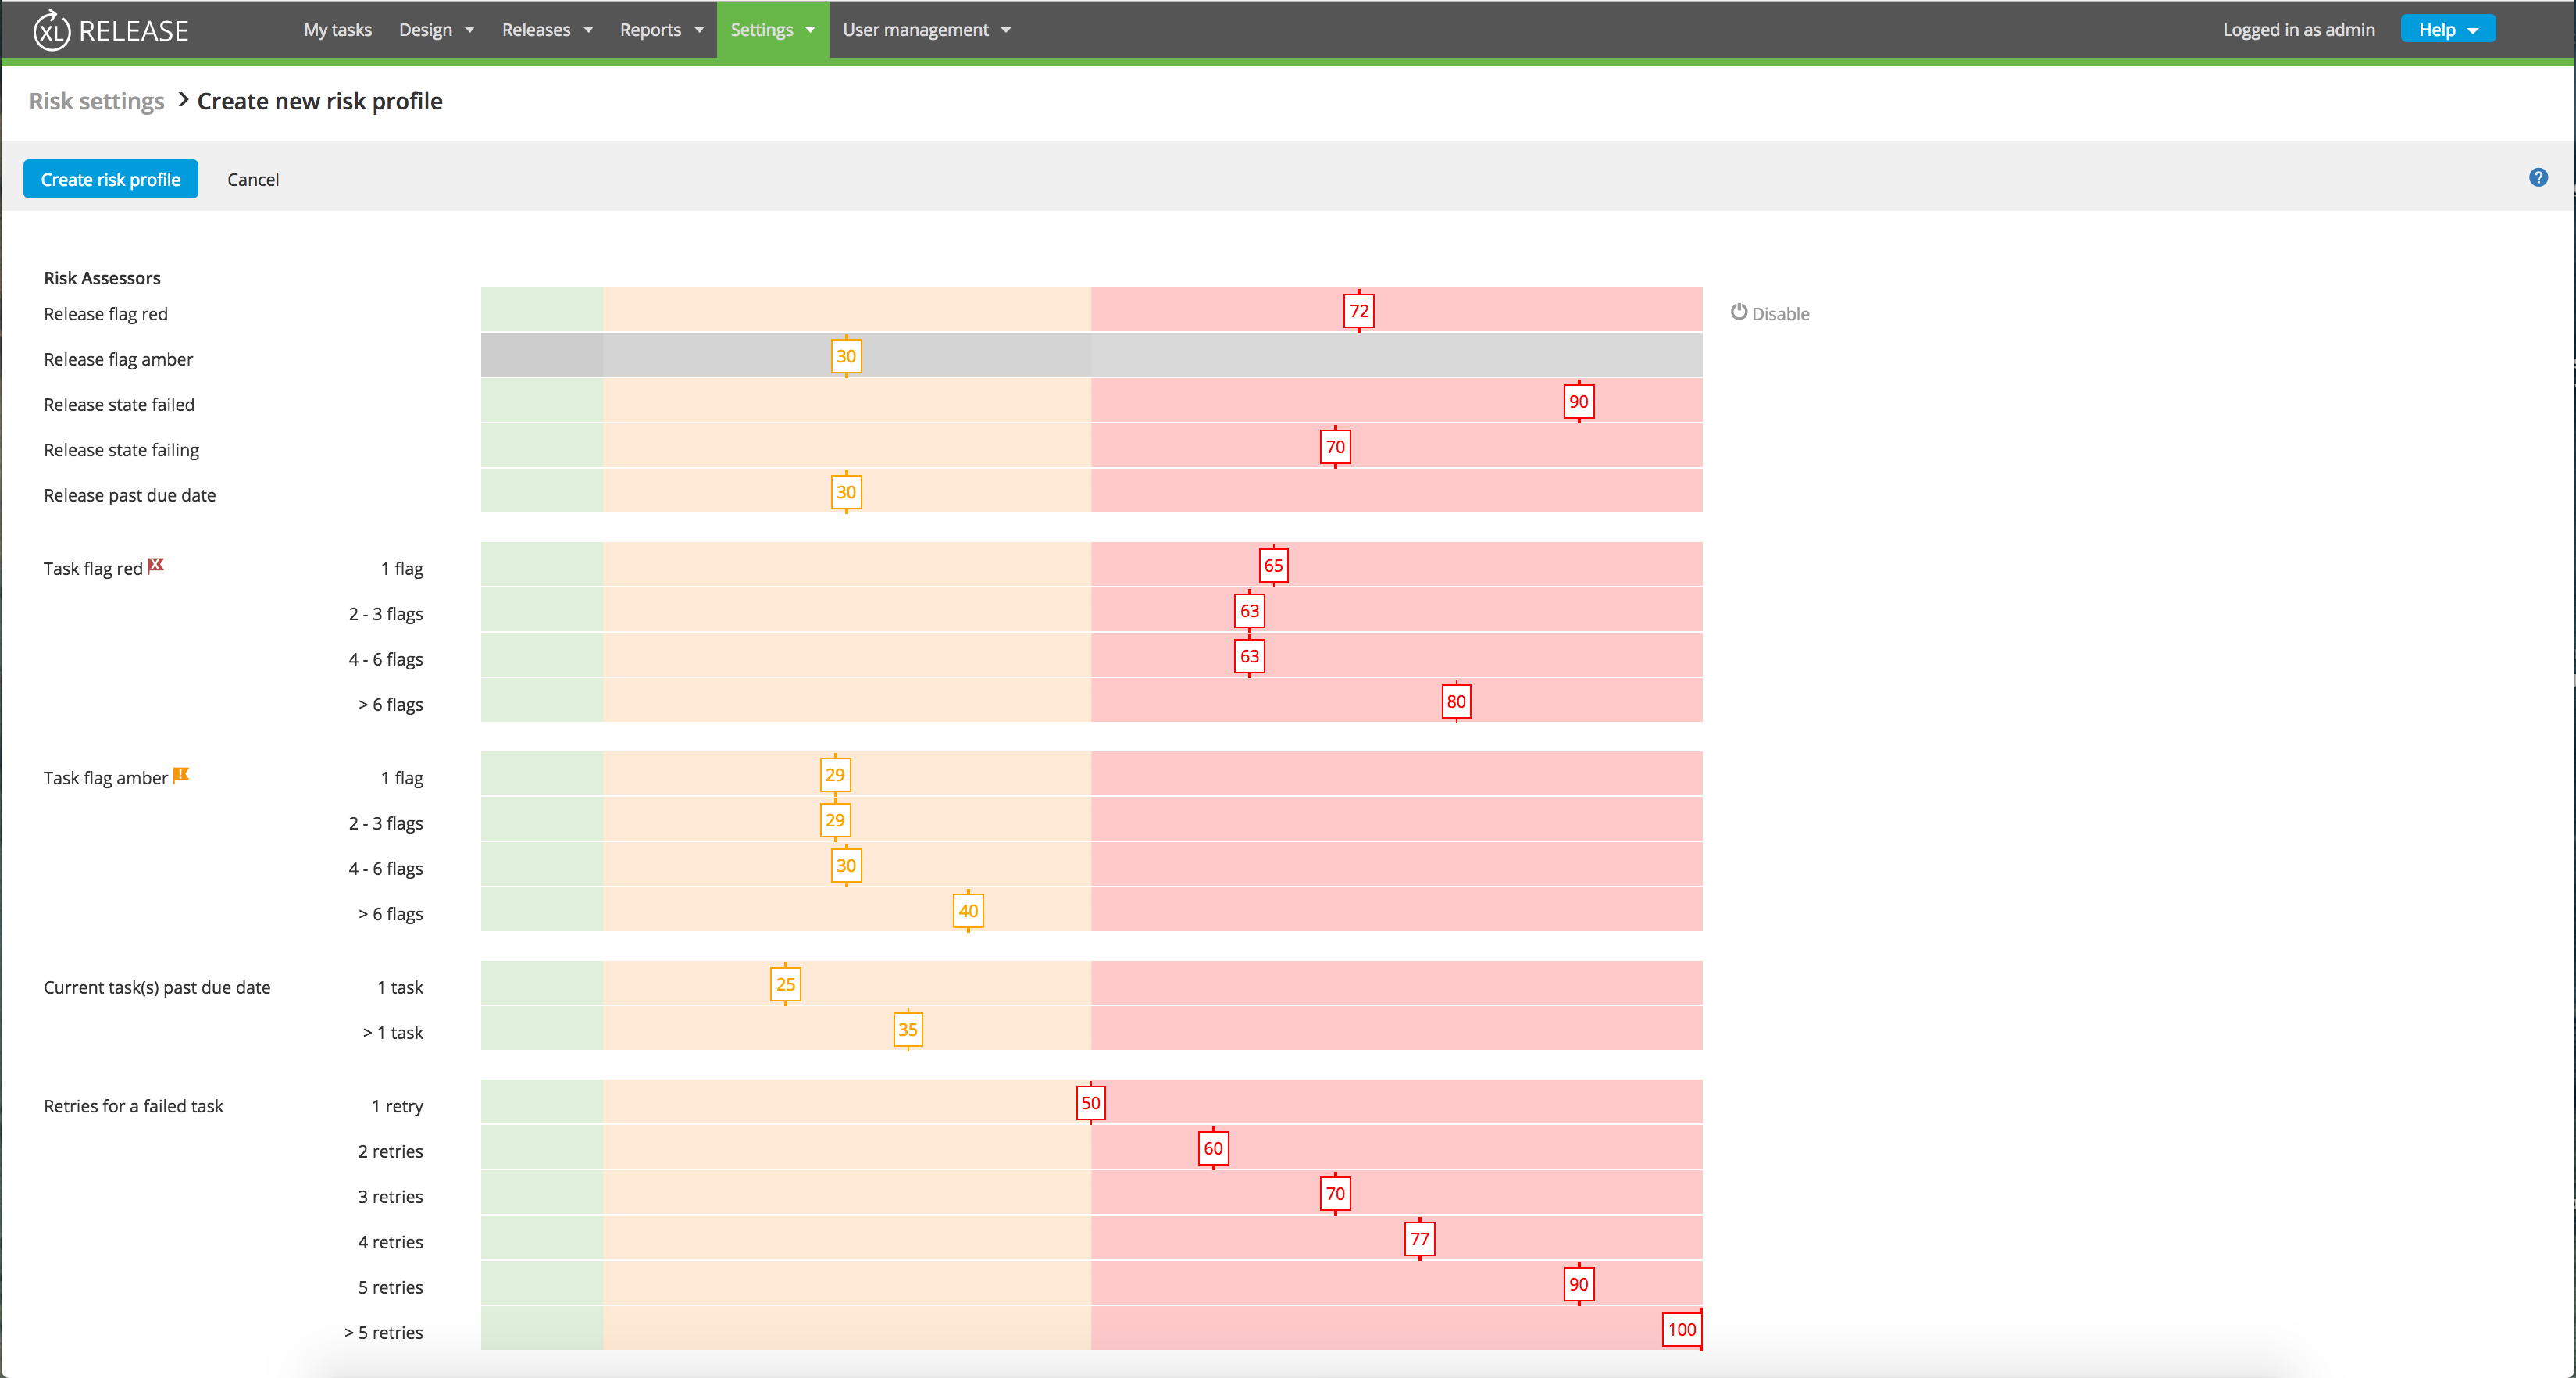 XL RELEASE My tasks Design Releases Reports Settings User management Logged in as admin Help
Risk settings > Create new risk profile
Create risk profile Cancel ?
Risk Assessors
Release flag red 72 Disable
Release flag amber 30
Release state failed 90
Release state failing 70
Release past due date 30
Task flag red 1 flag 65
2 - 3 flags 63
4 - 6 flags 63
> 6 flags 80
Task flag amber 1 flag 29
2 - 3 flags 29
4 - 6 flags 30
> 6 flags 40
Current task(s) past due date 1 task 25
> 1 task 35
Retries for a failed task 1 retry 50
2 retries 60
3 retries 70
4 retries 77
5 retries 90
> 5 retries 100